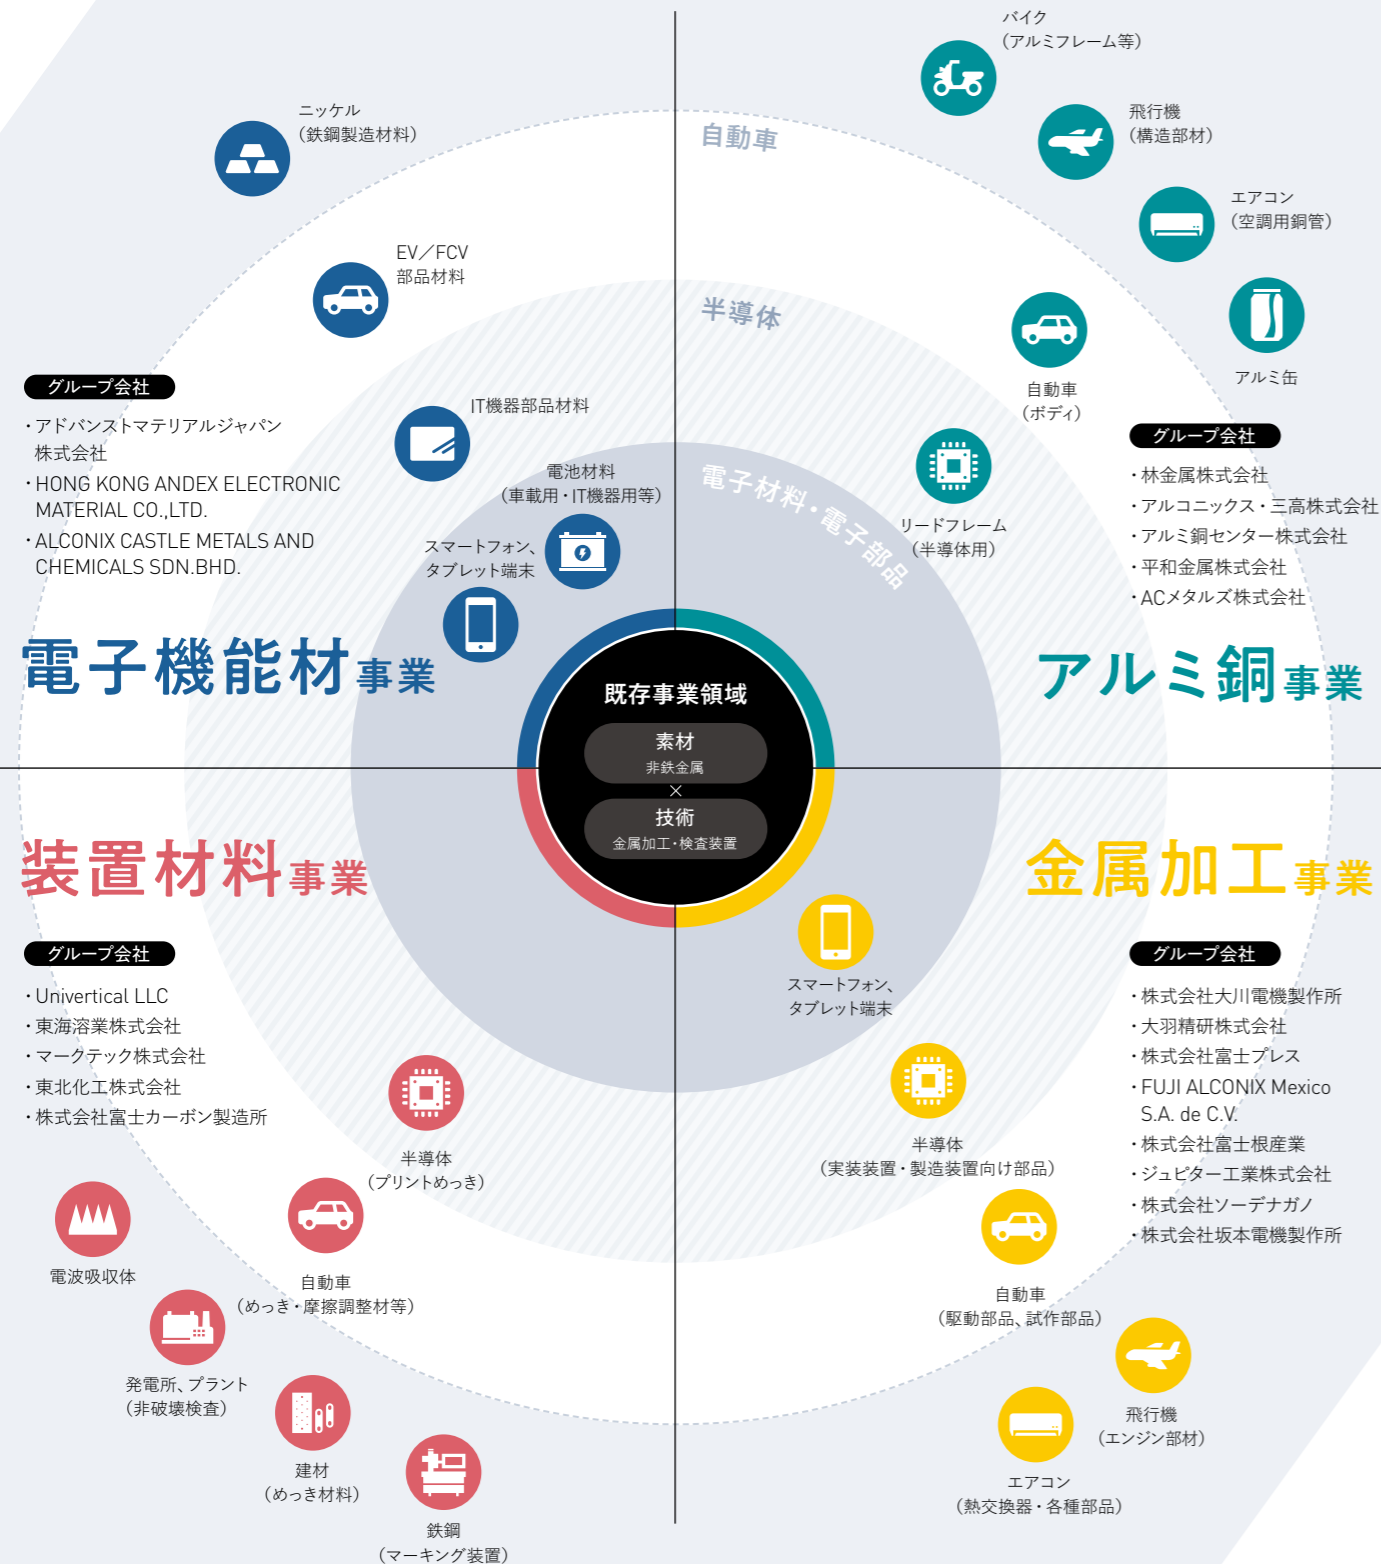 ニッケル
（鉄鋼製造材料）
EV／FCV
部品材料
IT機器部品材料
電池材料
（車載用・IT機器用等）
スマートフォン、
タブレット端末
グループ会社
・アドバンストマテリアルジャパン
株式会社
・HONG KONG ANDEX ELECTRONIC
MATERIAL CO.,LTD.
・ALCONIX CASTLE METALS AND
CHEMICALS SDN.BHD.
電子機能材事業
自動車
半導体
電子材料・電子部品
バイク
（アルミフレーム等）
飛行機
（構造部材）
エアコン
（空調用銅管）
アルミ缶
自動車
（ボディ）
リードフレーム
（半導体用）
グループ会社
・林金属株式会社
・アルコニックス・三高株式会社
・アルミ銅センター株式会社
・平和金属株式会社
・ACメタルズ株式会社
アルミ銅事業
既存事業領域
素材
非鉄金属
×
技術
金属加工・検査装置
装置材料事業
グループ会社
・Univertical LLC
・東海溶業株式会社
・マークテック株式会社
・東北化工株式会社
・株式会社富士カーボン製造所
半導体
（プリントめっき）
電波吸収体
自動車
（めっき・摩擦調整材等）
発電所、プラント
（非破壊検査）
建材
（めっき材料）
鉄鋼
（マーキング装置）
金属加工事業
グループ会社
・株式会社大川電機製作所
・大羽精研株式会社
・株式会社富士プレス
・FUJI ALCONIX Mexico
S.A. de C.V.
・株式会社富士根産業
・ジュピター工業株式会社
・株式会社ソーデナガノ
・株式会社坂本電機製作所
スマートフォン、
タブレット端末
半導体
（実装装置・製造装置向け部品）
自動車
（駆動部品、試作部品）
飛行機
（エンジン部材）
エアコン
（熱交換器・各種部品）